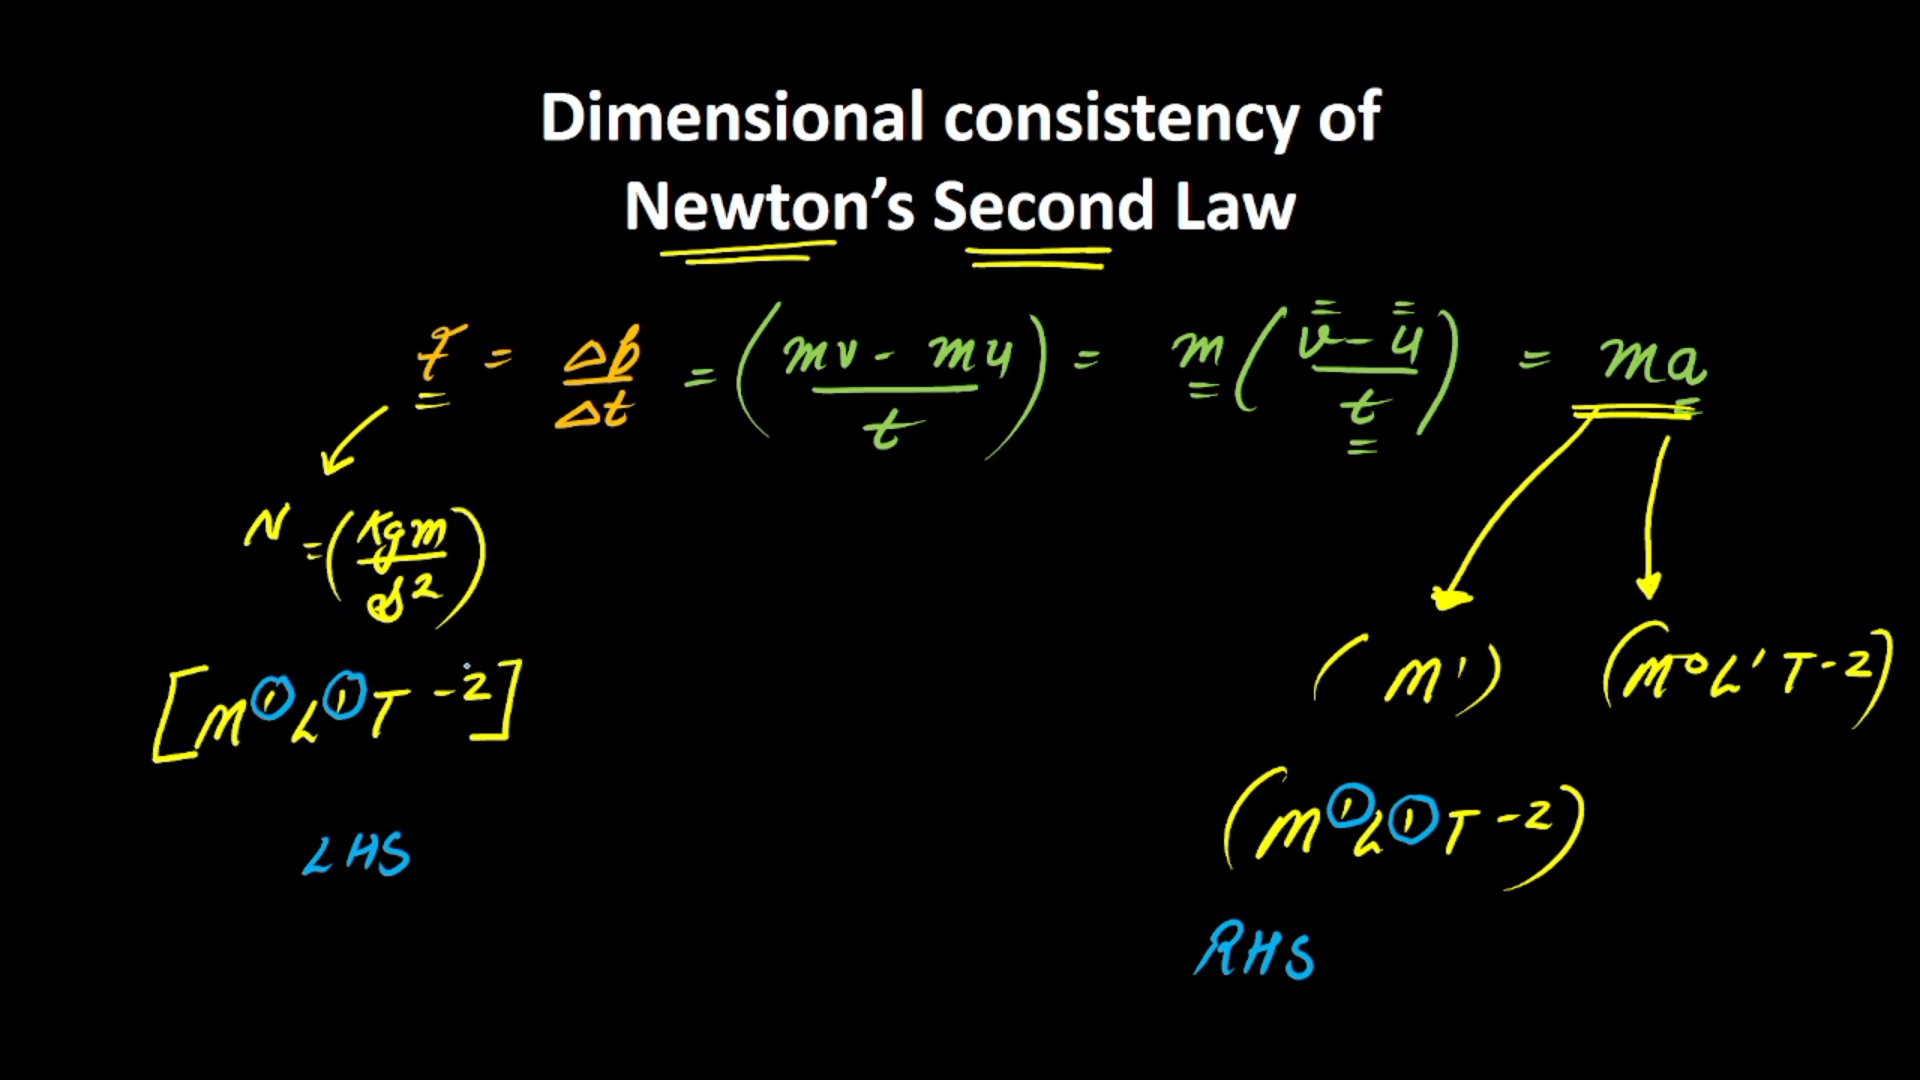 Dimensional consistency of
Newton’s Second Law
F = Δp/Δt = (mv - mu / t) = m (v - u / t) = ma
N = (kgm/s²)
(M¹) (M⁰L¹T⁻²)
[M¹L¹T⁻²]
(M¹L¹T⁻²)
LHS
RHS